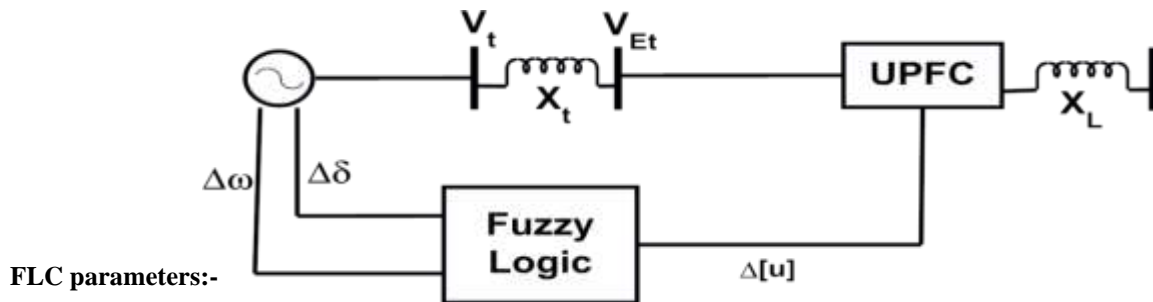 V_t
V_Et
UPFC
X_t
X_L
Δω
Δδ
Fuzzy
Logic
Δ[u]
FLC parameters:-